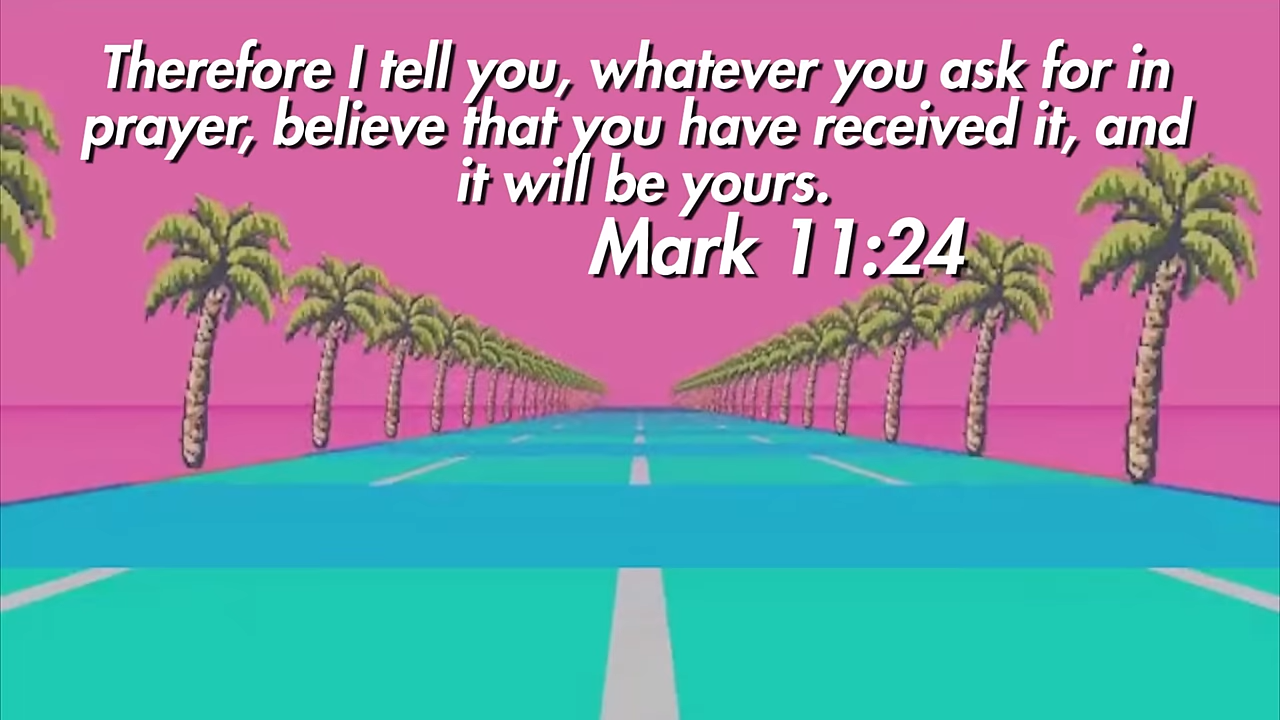 Therefore I tell you, whatever you ask for in
prayer, believe that you have received it, and
it will be yours.
Mark 11:24